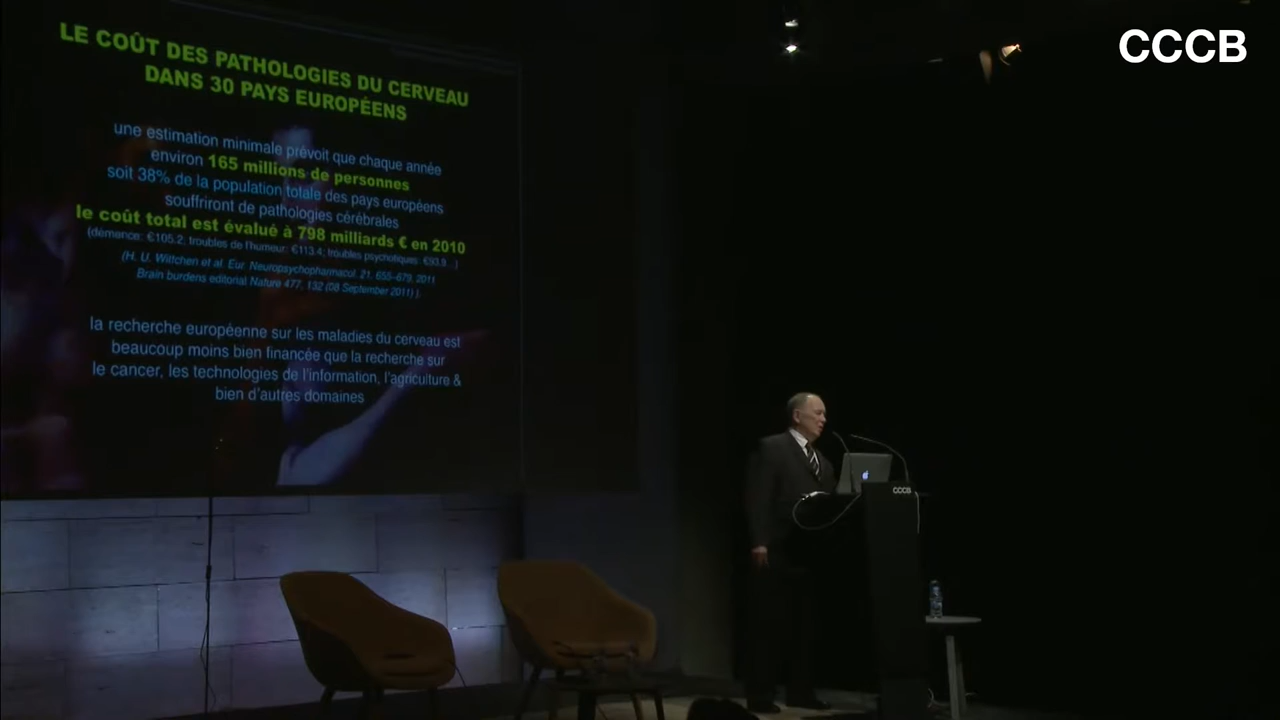 CCCB
LE COÛT DES PATHOLOGIES DU CERVEAU
DANS 30 PAYS EUROPÉENS
une estimation minimale prévoit que chaque année
environ 165 millions de personnes
soit 38% de la population totale des pays européens
souffriront de pathologies cérébrales
le coût total est évalué à 798 milliards € en 2010
(démence: €105.2; troubles de l'humeur: €113.4; troubles psychotiques: €93.9...)
(H. U. Wittchen et al. Eur. Neuropsychopharmacol. 21, 655–679, 2011
Brain burdens editorial Nature 477, 132 (08 September 2011) ).
la recherche européenne sur les maladies du cerveau est
beaucoup moins bien financée que la recherche sur
le cancer, les technologies de l'information, l'agriculture &
bien d'autres domaines
CCCB